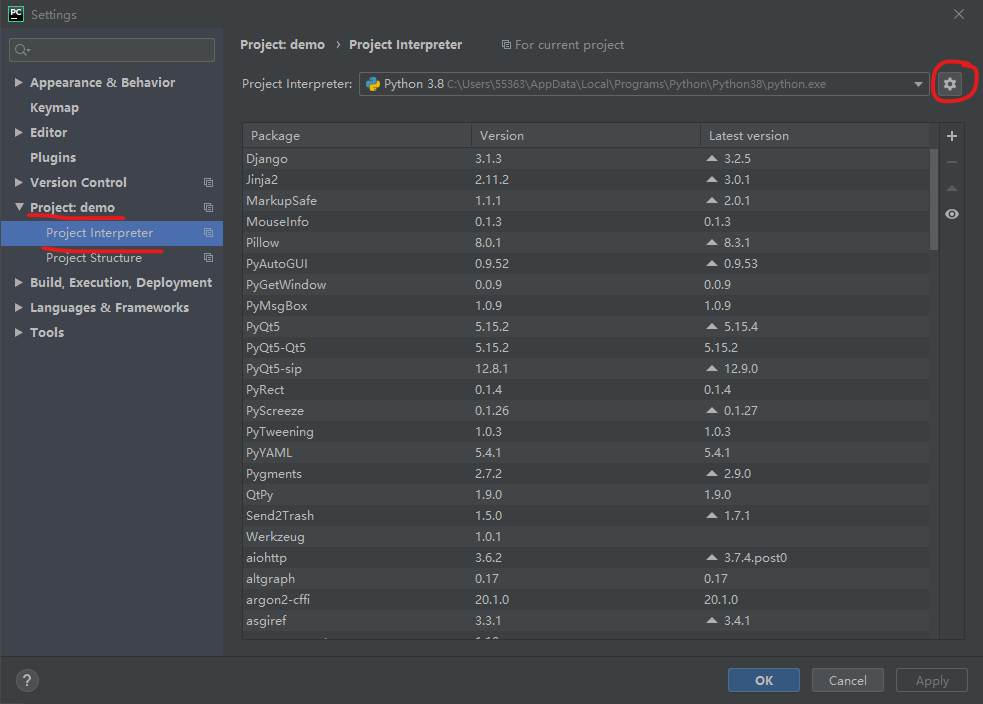 PC Settings
Project: demo › Project Interpreter For current project
Appearance & Behavior
Keymap
Editor
Plugins
Version Control
Project: demo
Project Interpreter
Project Structure
Build, Execution, Deployment
Languages & Frameworks
Tools
Project Interpreter: Python 3.8 C:\Users\55363\AppData\Local\Programs\Python\Python38\python.exe
Package Version Latest version
Django 3.1.3 3.2.5
Jinja2 2.11.2 3.0.1
MarkupSafe 1.1.1 2.0.1
MouseInfo 0.1.3 0.1.3
Pillow 8.0.1 8.3.1
PyAutoGUI 0.9.52 0.9.53
PyGetWindow 0.0.9 0.0.9
PyMsgBox 1.0.9 1.0.9
PyQt5 5.15.2 5.15.4
PyQt5-Qt5 5.15.2 5.15.2
PyQt5-sip 12.8.1 12.9.0
PyRect 0.1.4 0.1.4
PyScreeze 0.1.26 0.1.27
PyTweening 1.0.3 1.0.3
PyYAML 5.4.1 5.4.1
Pygments 2.7.2 2.9.0
QtPy 1.9.0 1.9.0
Send2Trash 1.5.0 1.7.1
Werkzeug 1.0.1
aiohttp 3.6.2 3.7.4.post0
altgraph 0.17 0.17
argon2-cffi 20.1.0 20.1.0
asgiref 3.3.1 3.4.1
? OK Cancel Apply